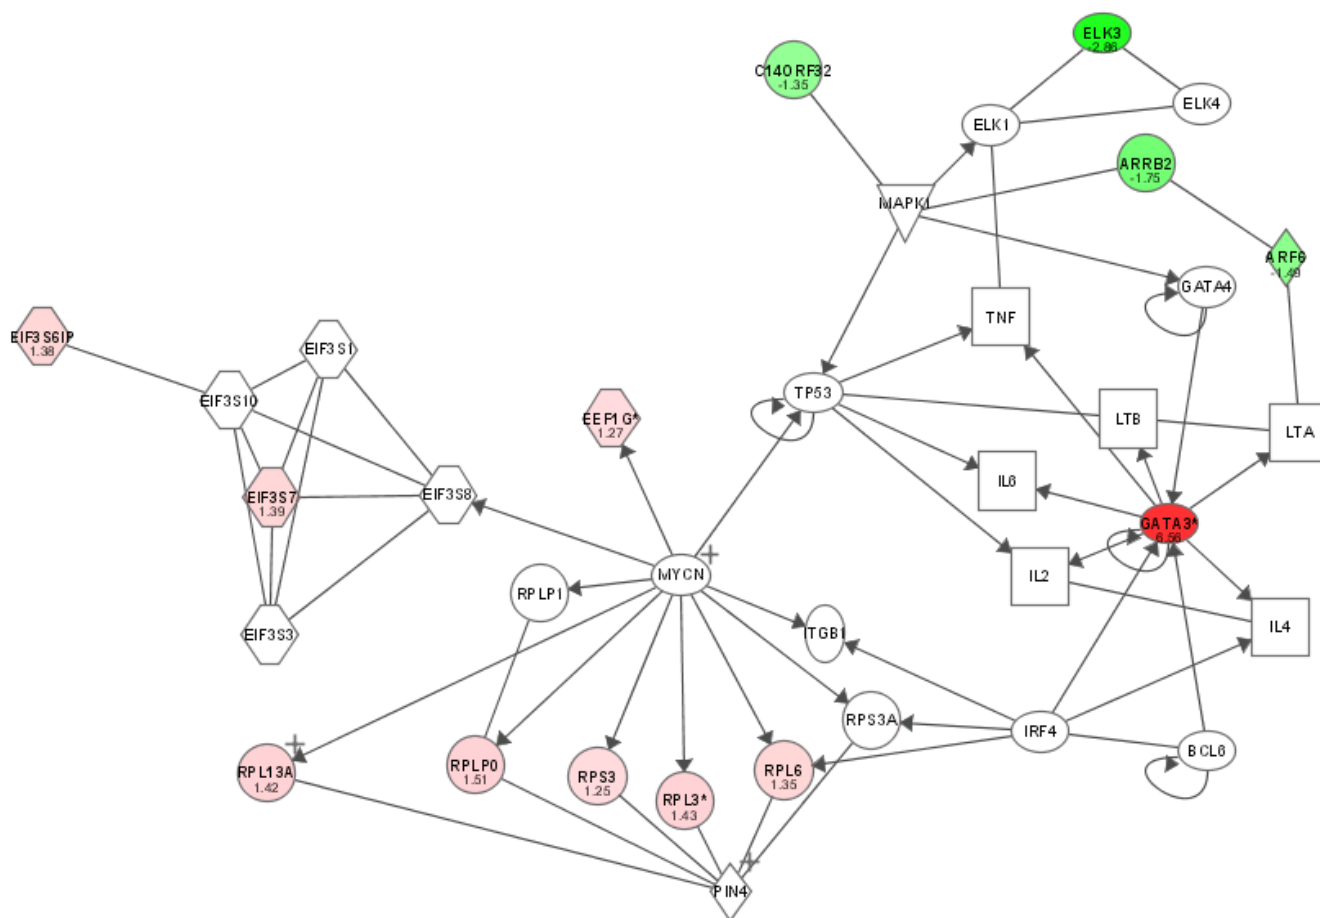 ELK3
-2.86
C14ORF32
-1.35
ELK4
ELK1
ARRB2
-1.75
MAPK1
ARF6
-1.49
GATA4
TNF
EIF3S6IP
1.38
EIF3S1
EIF3S10
TP53
EEF1G*
1.27
LTB
LTA
IL6
EIF3S7
1.39
EIF3S8
GATA3*
6.56
MYCN
IL2
RPLP1
ITGB1
IL4
EIF3S3
RPS3A
IRF4
BCL6
RPL13A
1.42
RPLP0
1.51
RPS3
1.25
RPL3*
1.43
RPL6
1.35
PIN4